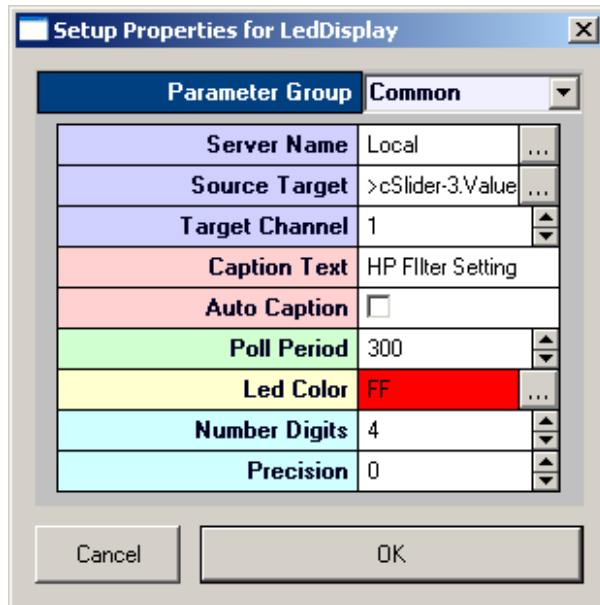 Setup Properties for LedDisplay
Parameter Group Common
Server Name Local ...
Source Target >cSlider-3.Value ...
Target Channel 1
Caption Text HP FIlter Setting
Auto Caption
Poll Period 300
Led Color FF ...
Number Digits 4
Precision 0
Cancel OK